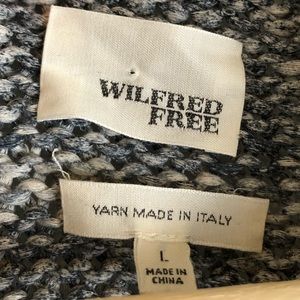 WILFRED
FREE
YARN MADE IN ITALY
L
MADE IN
CHINA